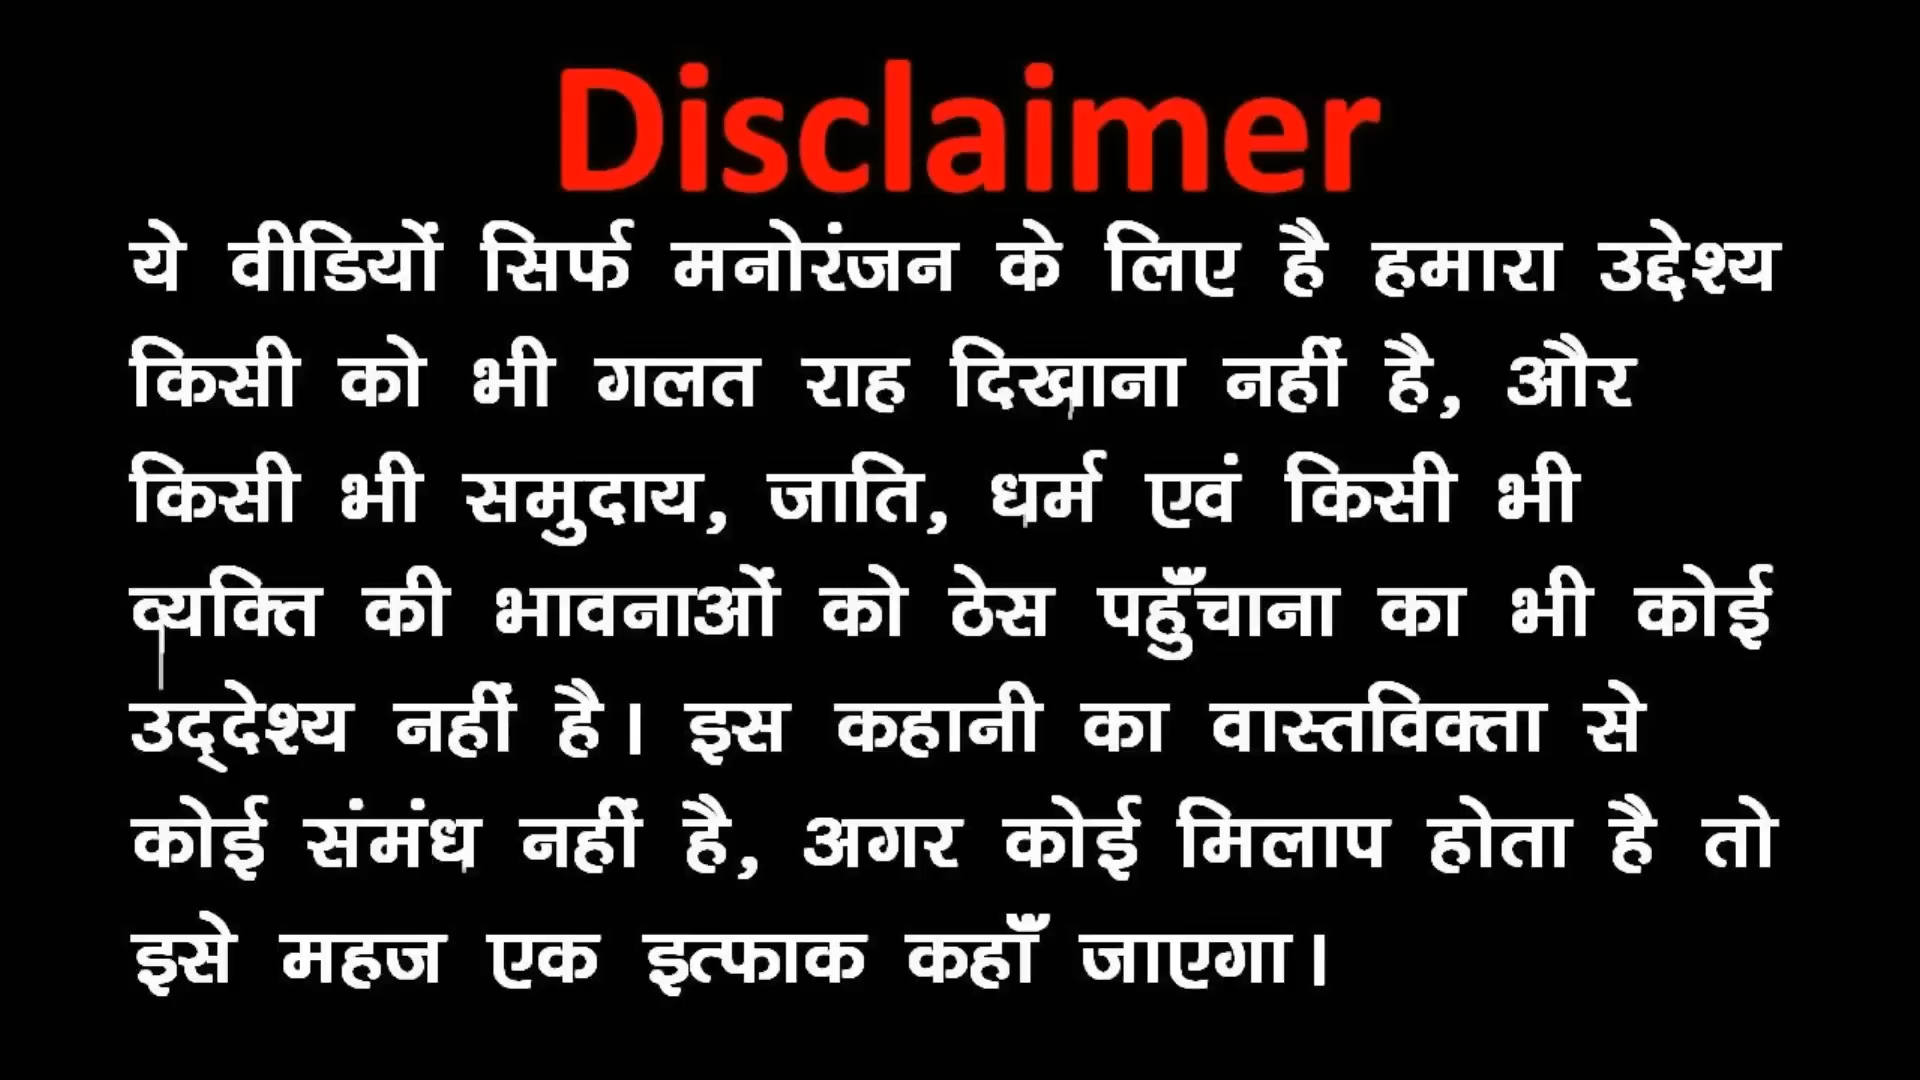 Disclaimer
ये वीडियों सिर्फ मनोरंजन के लिए है हमारा उद्देश्य
किसी को भी गलत राह दिखाना नहीं है, और
किसी भी समुदाय, जाति, धर्म एवं किसी भी
व्यक्ति की भावनाओं को ठेस पहुँचाना का भी कोई
उद्‌देश्य नहीं है। इस कहानी का वास्तविक्ता से
कोई संमंध नहीं है, अगर कोई मिलाप होता है तो
इसे महज एक इत्फाक कहाँ जाएगा।